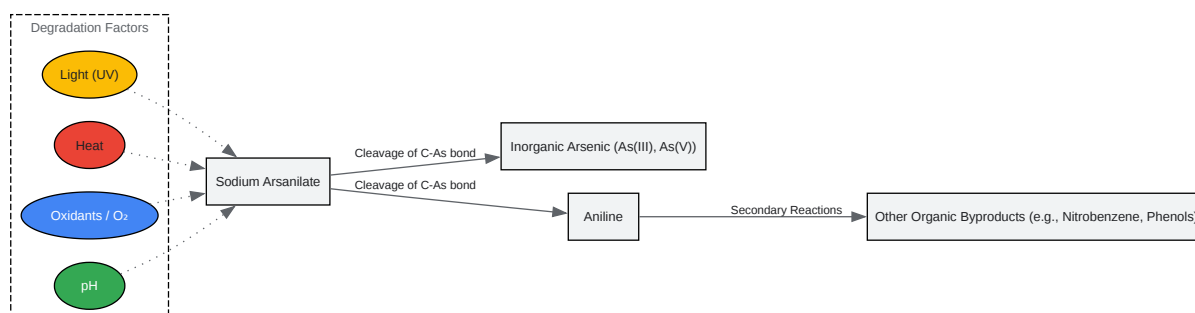 Degradation Factors
Light (UV)
Heat
Oxidants / O₂
pH
Sodium Arsanilate
Cleavage of C-As bond
Cleavage of C-As bond
Inorganic Arsenic (As(III), As(V))
Aniline
Secondary Reactions
Other Organic Byproducts (e.g., Nitrobenzene, Phenols)